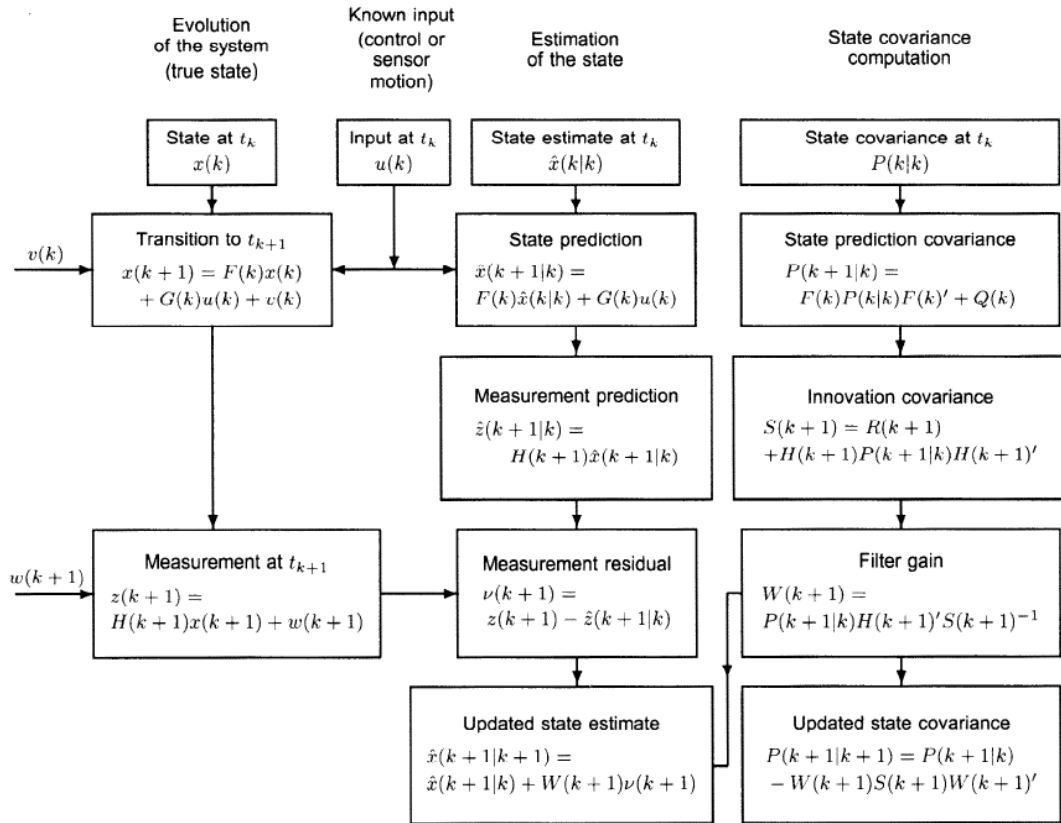 Evolution
of the system
(true state)
Known input
(control or
sensor
motion)
Estimation
of the state
State covariance
computation
State at t_k
x(k)
Input at t_k
u(k)
State estimate at t_k
x̂(k|k)
State covariance at t_k
P(k|k)
v(k)
Transition to t_{k+1}
x(k + 1) = F(k)x(k)
+ G(k)u(k) + v(k)
State prediction
x̂(k + 1|k) =
F(k)x̂(k|k) + G(k)u(k)
State prediction covariance
P(k + 1|k) =
F(k)P(k|k)F(k)′ + Q(k)
Measurement prediction
ẑ(k + 1|k) =
H(k + 1)x̂(k + 1|k)
Innovation covariance
S(k + 1) = R(k + 1)
+H(k + 1)P(k + 1|k)H(k + 1)′
w(k + 1)
Measurement at t_{k+1}
z(k + 1) =
H(k + 1)x(k + 1) + w(k + 1)
Measurement residual
ν(k + 1) =
z(k + 1) − ẑ(k + 1|k)
Filter gain
W(k + 1) =
P(k + 1|k)H(k + 1)′S(k + 1)⁻¹
Updated state estimate
x̂(k + 1|k + 1) =
x̂(k + 1|k) + W(k + 1)ν(k + 1)
Updated state covariance
P(k + 1|k + 1) = P(k + 1|k)
− W(k + 1)S(k + 1)W(k + 1)′